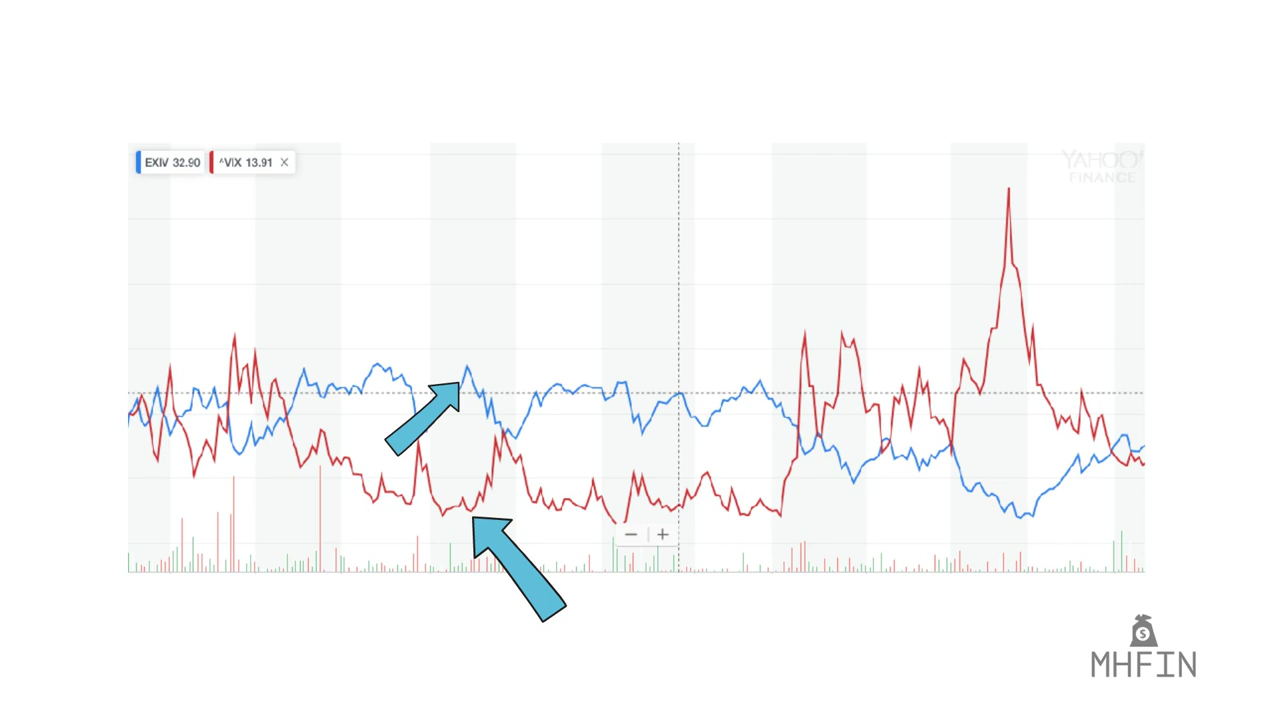 EXIV 32.90
^VIX 13.91 ×
YAHOO!
FINANCE
− +
$
MHFIN